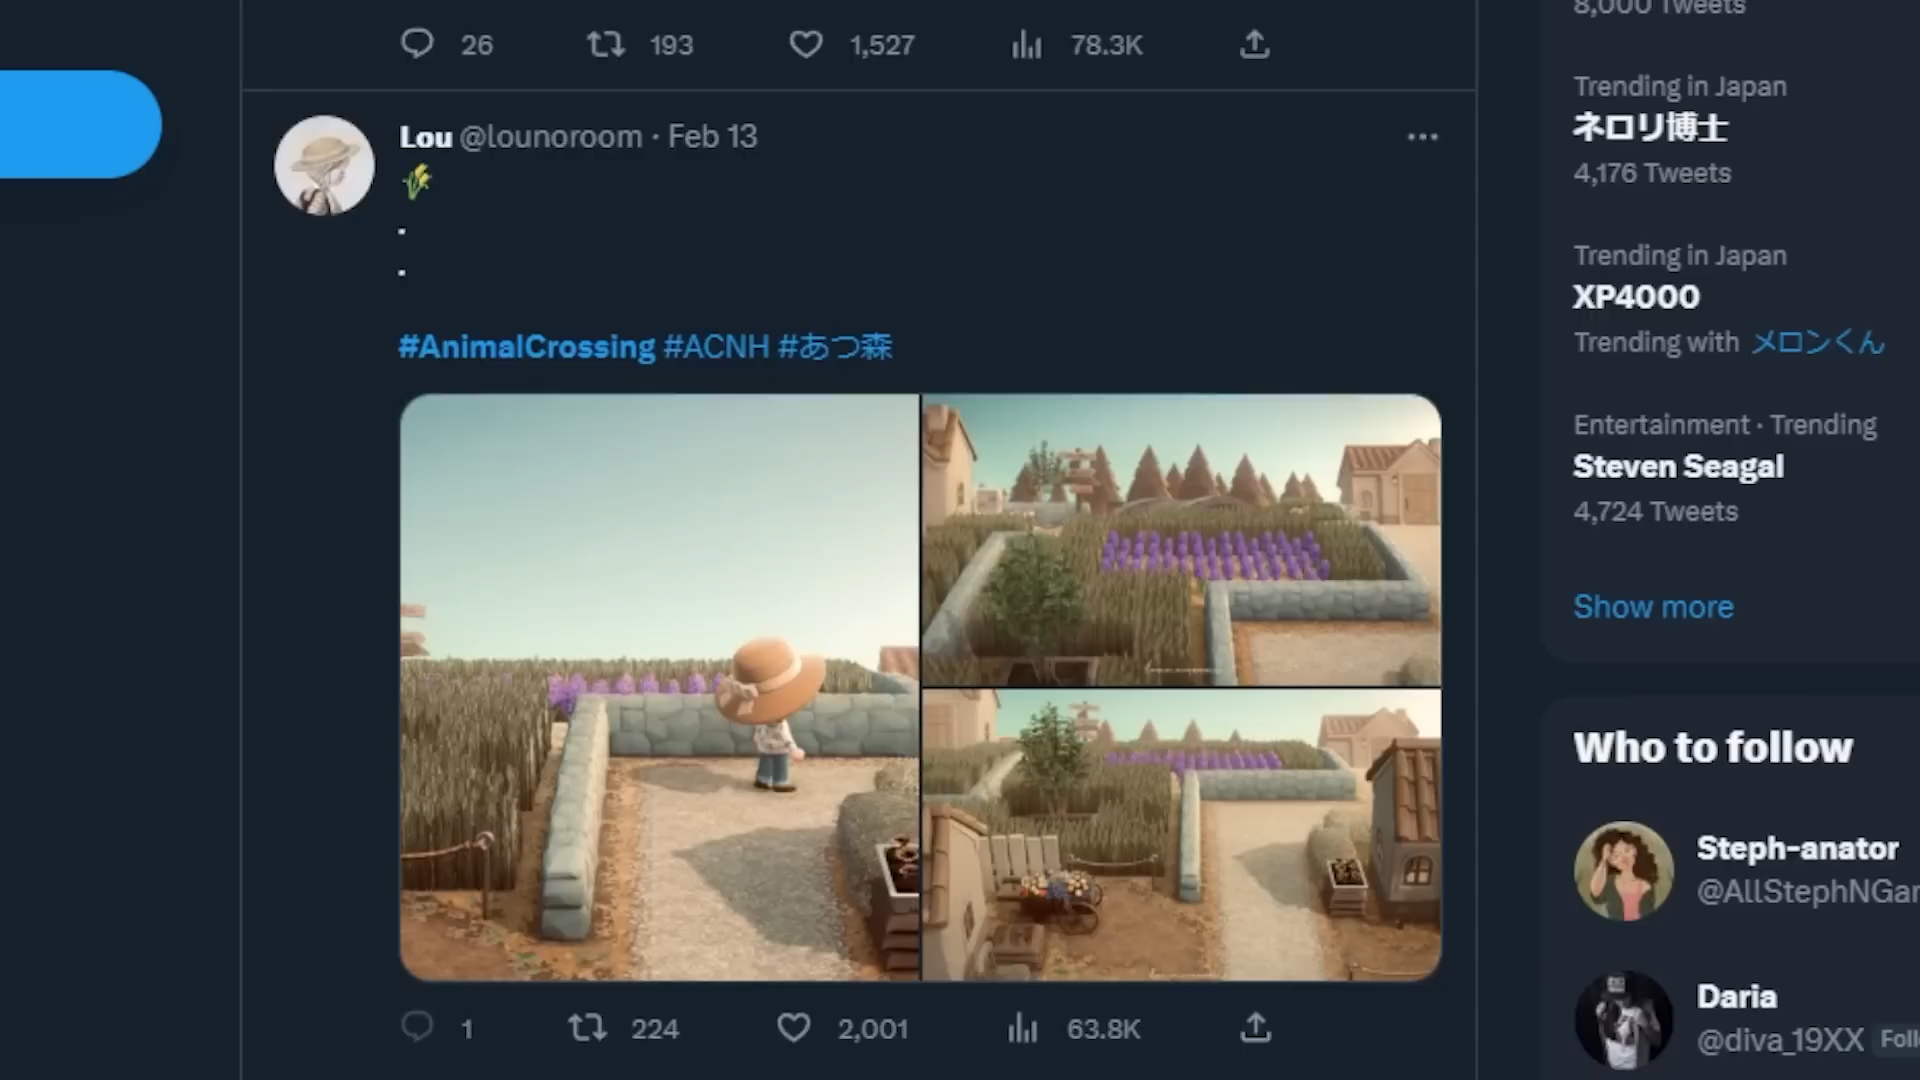 26 193 1,527 78.3K
Lou @lounoroom · Feb 13
.
.
#AnimalCrossing #ACNH #あつ森
1 224 2,001 63.8K
8,000 Tweets
Trending in Japan
ネロリ博士
4,176 Tweets
Trending in Japan
XP4000
Trending with メロンくん
Entertainment · Trending
Steven Seagal
4,724 Tweets
Show more
Who to follow
Steph-anator
@AllStephNGar
Daria
@diva_19XX Foll